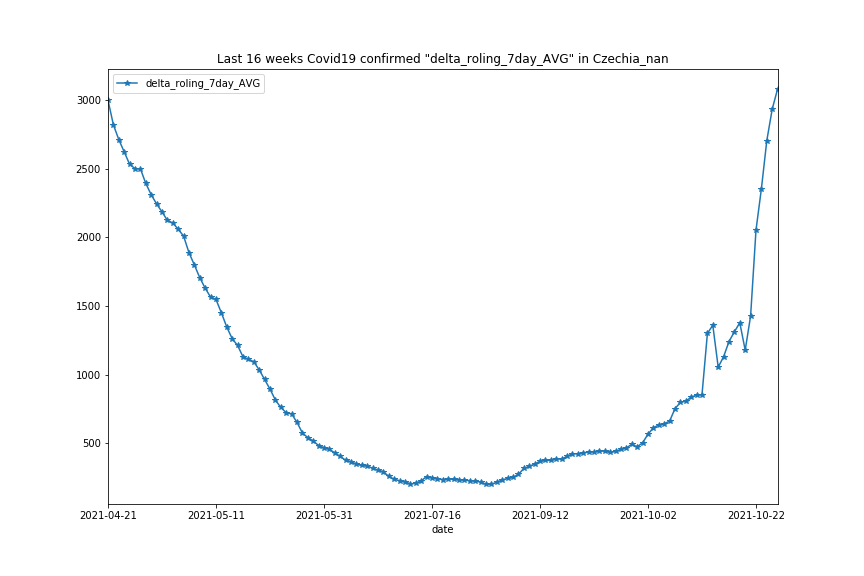 Last 16 weeks Covid19 confirmed "delta_roling_7day_AVG" in Czechia_nan
delta_roling_7day_AVG
3000
2500
2000
1500
1000
500
2021-04-21 2021-05-11 2021-05-31 2021-07-16 2021-09-12 2021-10-02 2021-10-22
date